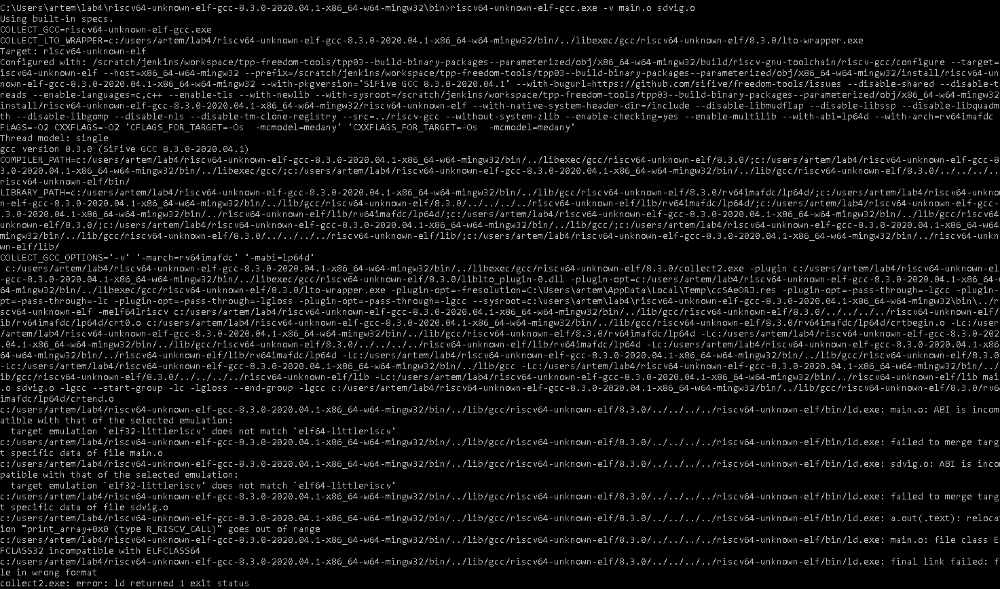 C:\Users\artem\lab4\riscv64-unknown-elf-gcc-8.3.0-2020.04.1-x86_64-w64-mingw32\bin>riscv64-unknown-elf-gcc.exe -v main.o sdvig.o
Using built-in specs.
COLLECT_GCC=riscv64-unknown-elf-gcc.exe
COLLECT_LTO_WRAPPER=c:/users/artem/lab4/riscv64-unknown-elf-gcc-8.3.0-2020.04.1-x86_64-w64-mingw32/bin/../libexec/gcc/riscv64-unknown-elf/8.3.0/lto-wrapper.exe
Target: riscv64-unknown-elf
Configured with: /scratch/jenkins/workspace/tpp-freedom-tools/tpp03--build-binary-packages--parameterized/obj/x86_64-w64-mingw32/build/riscv-gnu-toolchain/riscv-gcc/configure --target=
iscv64-unknown-elf --host=x86_64-w64-mingw32 --prefix=/scratch/jenkins/workspace/tpp-freedom-tools/tpp03--build-binary-packages--parameterized/obj/x86_64-w64-mingw32/install/riscv64-un
nown-elf-gcc-8.3.0-2020.04.1-x86_64-w64-mingw32 --with-pkgversion='SiFive GCC 8.3.0-2020.04.1' --with-bugurl=https://github.com/sifive/freedom-tools/issues --disable-shared --disable-t
reads --enable-languages=c,c++ --enable-tls --with-newlib --with-sysroot=/scratch/jenkins/workspace/tpp-freedom-tools/tpp03--build-binary-packages--parameterized/obj/x86_64-w64-mingw32
install/riscv64-unknown-elf-gcc-8.3.0-2020.04.1-x86_64-w64-mingw32/riscv64-unknown-elf --with-native-system-header-dir=/include --disable-libmudflap --disable-libssp --disable-libquadm
th --disable-libgomp --disable-nls --disable-tm-clone-registry --src=../riscv-gcc --without-system-zlib --enable-checking=yes --enable-multilib --with-abi=lp64d --with-arch=rv64imafdc
FLAGS=-O2 CXXFLAGS=-O2 'CFLAGS_FOR_TARGET=-Os  -mcmodel=medany' 'CXXFLAGS_FOR_TARGET=-Os  -mcmodel=medany'
Thread model: single
gcc version 8.3.0 (SiFive GCC 8.3.0-2020.04.1)
COMPILER_PATH=c:/users/artem/lab4/riscv64-unknown-elf-gcc-8.3.0-2020.04.1-x86_64-w64-mingw32/bin/../libexec/gcc/riscv64-unknown-elf/8.3.0/;c:/users/artem/lab4/riscv64-unknown-elf-gcc-8
3.0-2020.04.1-x86_64-w64-mingw32/bin/../libexec/gcc/;c:/users/artem/lab4/riscv64-unknown-elf-gcc-8.3.0-2020.04.1-x86_64-w64-mingw32/bin/../lib/gcc/riscv64-unknown-elf/8.3.0/../../../..
riscv64-unknown-elf/bin/
LIBRARY_PATH=c:/users/artem/lab4/riscv64-unknown-elf-gcc-8.3.0-2020.04.1-x86_64-w64-mingw32/bin/../lib/gcc/riscv64-unknown-elf/8.3.0/rv64imafdc/lp64d/;c:/users/artem/lab4/riscv64-unkno
n-elf-gcc-8.3.0-2020.04.1-x86_64-w64-mingw32/bin/../lib/gcc/riscv64-unknown-elf/8.3.0/../../../../riscv64-unknown-elf/lib/rv64imafdc/lp64d/;c:/users/artem/lab4/riscv64-unknown-elf-gcc-
.3.0-2020.04.1-x86_64-w64-mingw32/bin/../riscv64-unknown-elf/lib/rv64imafdc/lp64d/;c:/users/artem/lab4/riscv64-unknown-elf-gcc-8.3.0-2020.04.1-x86_64-w64-mingw32/bin/../lib/gcc/riscv64
unknown-elf/8.3.0/;c:/users/artem/lab4/riscv64-unknown-elf-gcc-8.3.0-2020.04.1-x86_64-w64-mingw32/bin/../lib/gcc/;c:/users/artem/lab4/riscv64-unknown-elf-gcc-8.3.0-2020.04.1-x86_64-w64
mingw32/bin/../lib/gcc/riscv64-unknown-elf/8.3.0/../../../../riscv64-unknown-elf/lib/;c:/users/artem/lab4/riscv64-unknown-elf-gcc-8.3.0-2020.04.1-x86_64-w64-mingw32/bin/../riscv64-unkn
wn-elf/lib/
COLLECT_GCC_OPTIONS='-v' '-march=rv64imafdc' '-mabi=lp64d'
 c:/users/artem/lab4/riscv64-unknown-elf-gcc-8.3.0-2020.04.1-x86_64-w64-mingw32/bin/../libexec/gcc/riscv64-unknown-elf/8.3.0/collect2.exe -plugin c:/users/artem/lab4/riscv64-unknown-el
-gcc-8.3.0-2020.04.1-x86_64-w64-mingw32/bin/../libexec/gcc/riscv64-unknown-elf/8.3.0/liblto_plugin-0.dll -plugin-opt=c:/users/artem/lab4/riscv64-unknown-elf-gcc-8.3.0-2020.04.1-x86_64-
w64-mingw32/bin/../libexec/gcc/riscv64-unknown-elf/8.3.0/lto-wrapper.exe -plugin-opt=-fresolution=C:\Users\artem\AppData\Local\Temp\ccSAeORJ.res -plugin-opt=-pass-through=-lgcc -plugin-
pt=-pass-through=-lc -plugin-opt=-pass-through=-lgloss -plugin-opt=-pass-through=-lgcc --sysroot=c:\users\artem\lab4\riscv64-unknown-elf-gcc-8.3.0-2020.04.1-x86_64-w64-mingw32\bin\../r
scv64-unknown-elf -melf64lriscv c:/users/artem/lab4/riscv64-unknown-elf-gcc-8.3.0-2020.04.1-x86_64-w64-mingw32/bin/../lib/gcc/riscv64-unknown-elf/8.3.0/../../../../riscv64-unknown-elf/
ib/rv64imafdc/lp64d/crt0.o c:/users/artem/lab4/riscv64-unknown-elf-gcc-8.3.0-2020.04.1-x86_64-w64-mingw32/bin/../lib/gcc/riscv64-unknown-elf/8.3.0/rv64imafdc/lp64d/crtbegin.o -Lc:/user
/artem/lab4/riscv64-unknown-elf-gcc-8.3.0-2020.04.1-x86_64-w64-mingw32/bin/../lib/gcc/riscv64-unknown-elf/8.3.0/rv64imafdc/lp64d -Lc:/users/artem/lab4/riscv64-unknown-elf-gcc-8.3.0-202
.04.1-x86_64-w64-mingw32/bin/../lib/gcc/riscv64-unknown-elf/8.3.0/../../../../riscv64-unknown-elf/lib/rv64imafdc/lp64d -Lc:/users/artem/lab4/riscv64-unknown-elf-gcc-8.3.0-2020.04.1-x86
64-w64-mingw32/bin/../riscv64-unknown-elf/lib/rv64imafdc/lp64d -Lc:/users/artem/lab4/riscv64-unknown-elf-gcc-8.3.0-2020.04.1-x86_64-w64-mingw32/bin/../lib/gcc/riscv64-unknown-elf/8.3.0
-Lc:/users/artem/lab4/riscv64-unknown-elf-gcc-8.3.0-2020.04.1-x86_64-w64-mingw32/bin/../lib/gcc -Lc:/users/artem/lab4/riscv64-unknown-elf-gcc-8.3.0-2020.04.1-x86_64-w64-mingw32/bin/../
ib/gcc/riscv64-unknown-elf/8.3.0/../../../../riscv64-unknown-elf/lib -Lc:/users/artem/lab4/riscv64-unknown-elf-gcc-8.3.0-2020.04.1-x86_64-w64-mingw32/bin/../riscv64-unknown-elf/lib mai
.o sdvig.o -lgcc --start-group -lc -lgloss --end-group -lgcc c:/users/artem/lab4/riscv64-unknown-elf-gcc-8.3.0-2020.04.1-x86_64-w64-mingw32/bin/../lib/gcc/riscv64-unknown-elf/8.3.0/rv6
imafdc/lp64d/crtend.o
c:/users/artem/lab4/riscv64-unknown-elf-gcc-8.3.0-2020.04.1-x86_64-w64-mingw32/bin/../lib/gcc/riscv64-unknown-elf/8.3.0/../../../../riscv64-unknown-elf/bin/ld.exe: main.o: ABI is incom
atible with that of the selected emulation:
  target emulation `elf32-littleriscv' does not match `elf64-littleriscv'
c:/users/artem/lab4/riscv64-unknown-elf-gcc-8.3.0-2020.04.1-x86_64-w64-mingw32/bin/../lib/gcc/riscv64-unknown-elf/8.3.0/../../../../riscv64-unknown-elf/bin/ld.exe: failed to merge targ
t specific data of file main.o
c:/users/artem/lab4/riscv64-unknown-elf-gcc-8.3.0-2020.04.1-x86_64-w64-mingw32/bin/../lib/gcc/riscv64-unknown-elf/8.3.0/../../../../riscv64-unknown-elf/bin/ld.exe: sdvig.o: ABI is inco
patible with that of the selected emulation:
  target emulation `elf32-littleriscv' does not match `elf64-littleriscv'
c:/users/artem/lab4/riscv64-unknown-elf-gcc-8.3.0-2020.04.1-x86_64-w64-mingw32/bin/../lib/gcc/riscv64-unknown-elf/8.3.0/../../../../riscv64-unknown-elf/bin/ld.exe: failed to merge targ
t specific data of file sdvig.o
c:/users/artem/lab4/riscv64-unknown-elf-gcc-8.3.0-2020.04.1-x86_64-w64-mingw32/bin/../lib/gcc/riscv64-unknown-elf/8.3.0/../../../../riscv64-unknown-elf/bin/ld.exe: a.out(.text): reloca
ion "print_array+0x0 (type R_RISCV_CALL)" goes out of range
c:/users/artem/lab4/riscv64-unknown-elf-gcc-8.3.0-2020.04.1-x86_64-w64-mingw32/bin/../lib/gcc/riscv64-unknown-elf/8.3.0/../../../../riscv64-unknown-elf/bin/ld.exe: main.o: file class E
FCLASS32 incompatible with ELFCLASS64
c:/users/artem/lab4/riscv64-unknown-elf-gcc-8.3.0-2020.04.1-x86_64-w64-mingw32/bin/../lib/gcc/riscv64-unknown-elf/8.3.0/../../../../riscv64-unknown-elf/bin/ld.exe: final link failed: f
le in wrong format
collect2.exe: error: ld returned 1 exit status